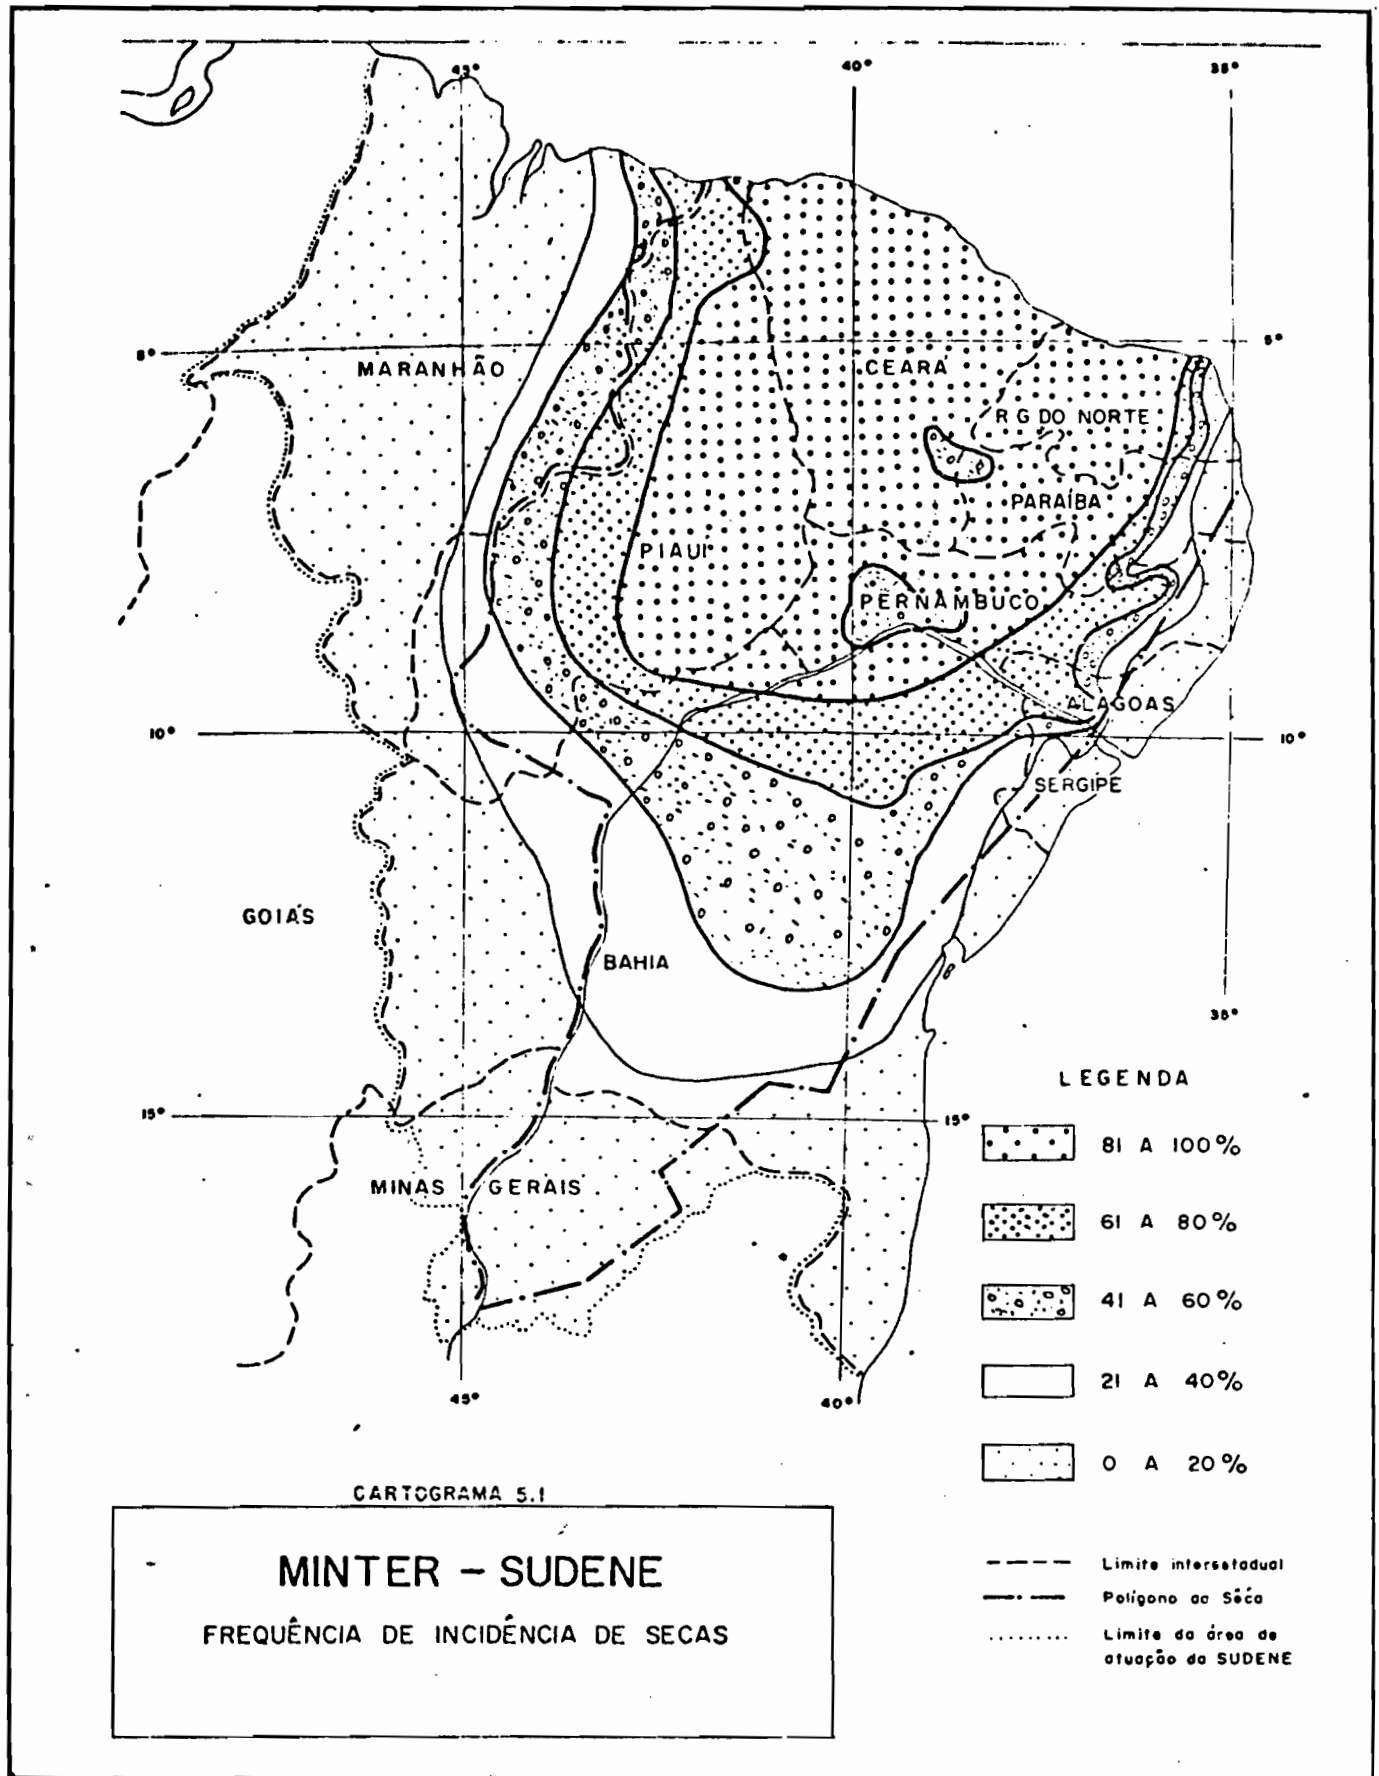 45° 40° 35°
5° 5°
MARANHÃO
CEARÁ
R G DO NORTE
PARAÍBA
PIAUÍ
PERNAMBUCO
ALAGOAS
10° 10°
SERGIPE
GOIÁS
BAHIA
35°
15° 15°
MINAS GERAIS
45° 40°
LEGENDA
81 A 100%
61 A 80%
41 A 60%
21 A 40%
0 A 20%
Limite interestadual
Polígono da Sêca
Limite da área de
atuação da SUDENE
CARTOGRAMA 5.1
MINTER – SUDENE
FREQUÊNCIA DE INCIDÊNCIA DE SECAS